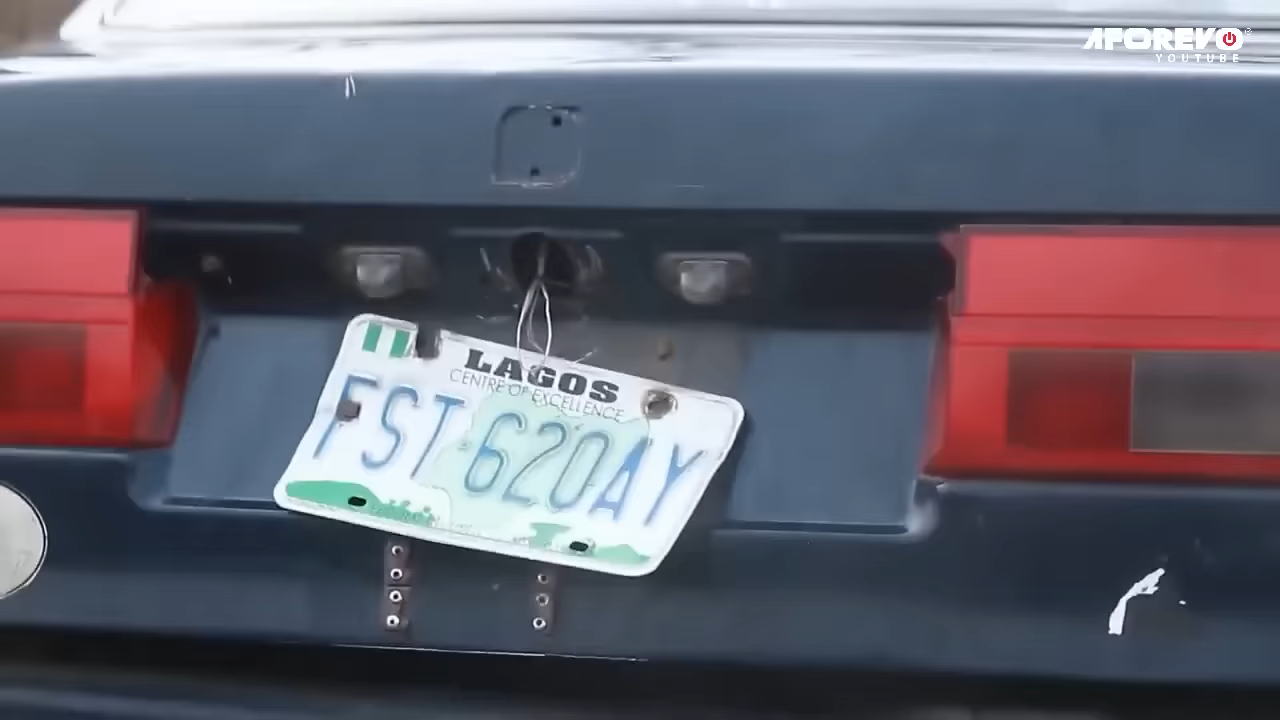 AFOREVO
YOUTUBE
LAGOS
CENTRE OF EXCELLENCE
FST 620AY